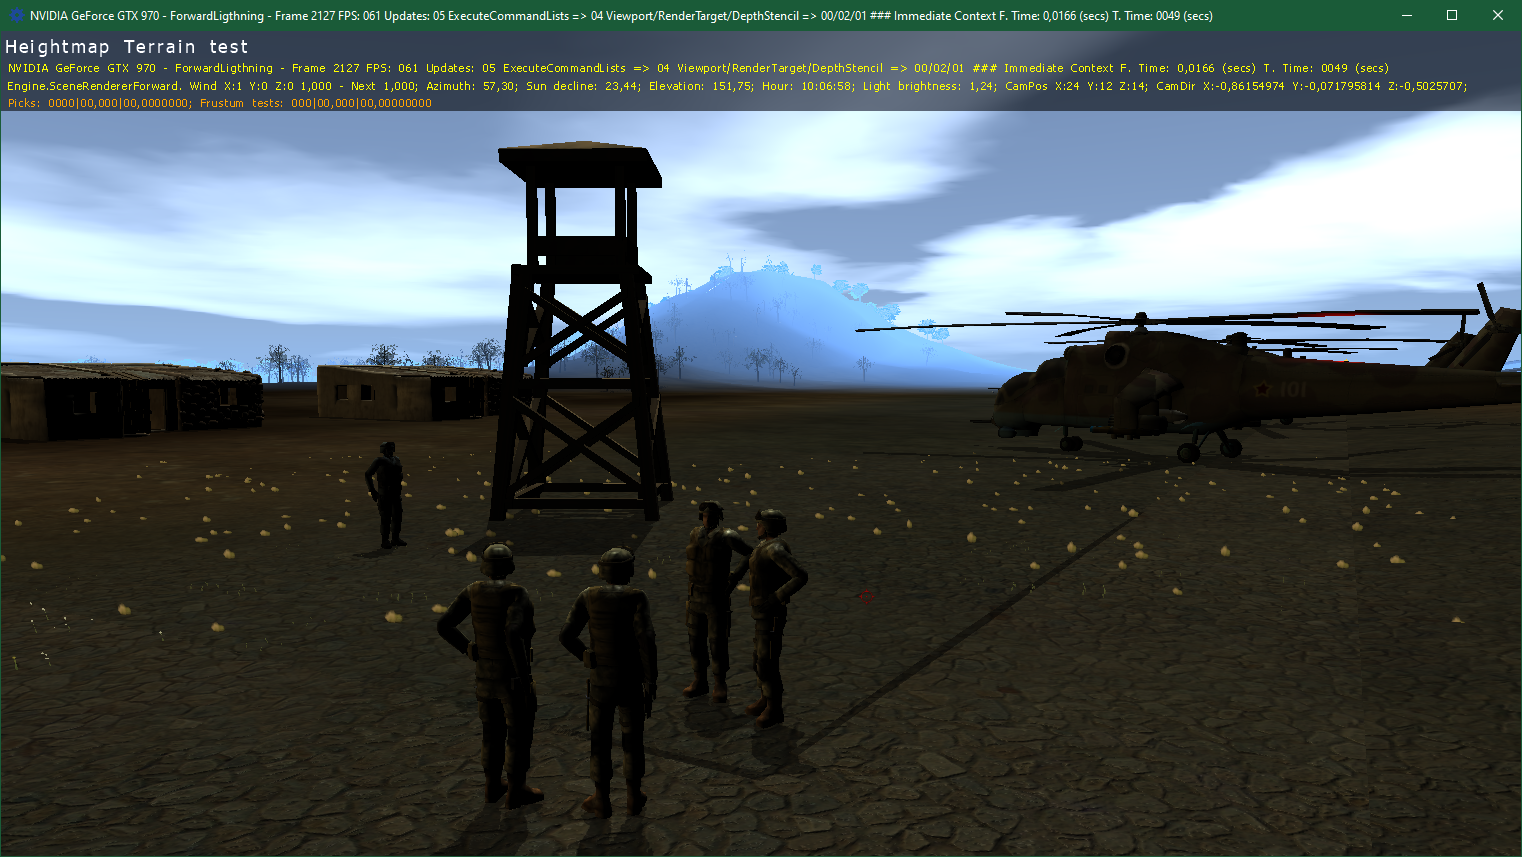 NVIDIA GeForce GTX 970 - ForwardLigthning - Frame 2127 FPS: 061 Updates: 05 ExecuteCommandLists => 04 Viewport/RenderTarget/DepthStencil => 00/02/01 ### Immediate Context F. Time: 0,0166 (secs) T. Time: 0049 (secs)
Heightmap Terrain test
NVIDIA GeForce GTX 970 - ForwardLigthning - Frame 2127 FPS: 061 Updates: 05 ExecuteCommandLists => 04 Viewport/RenderTarget/DepthStencil => 00/02/01 ### Immediate Context F. Time: 0,0166 (secs) T. Time: 0049 (secs)
Engine.SceneRendererForward. Wind X:1 Y:0 Z:0 1,000 - Next 1,000; Azimuth: 57,30; Sun decline: 23,44; Elevation: 151,75; Hour: 10:06:58; Light brightness: 1,24; CamPos X:24 Y:12 Z:14; CamDir X:-0,86154974 Y:-0,071795814 Z:-0,5025707;
Picks: 0000|00,000|00,0000000; Frustum tests: 000|00,000|00,00000000
101